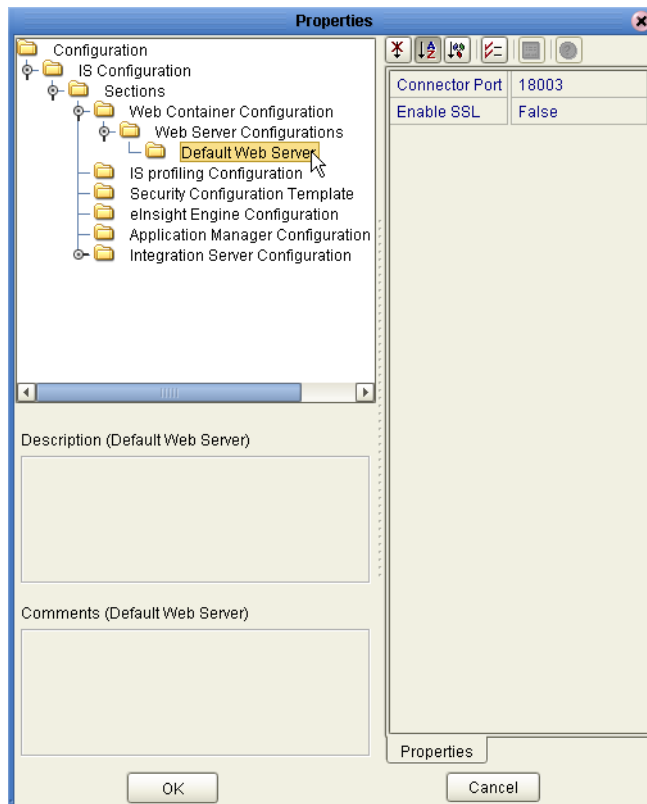 Properties
Configuration
IS Configuration
Sections
Web Container Configuration
Web Server Configurations
Default Web Server
IS profiling Configuration
Security Configuration Template
eInsight Engine Configuration
Application Manager Configuration
Integration Server Configuration
Connector Port 18003
Enable SSL False
Description (Default Web Server)
Comments (Default Web Server)
Properties
OK
Cancel